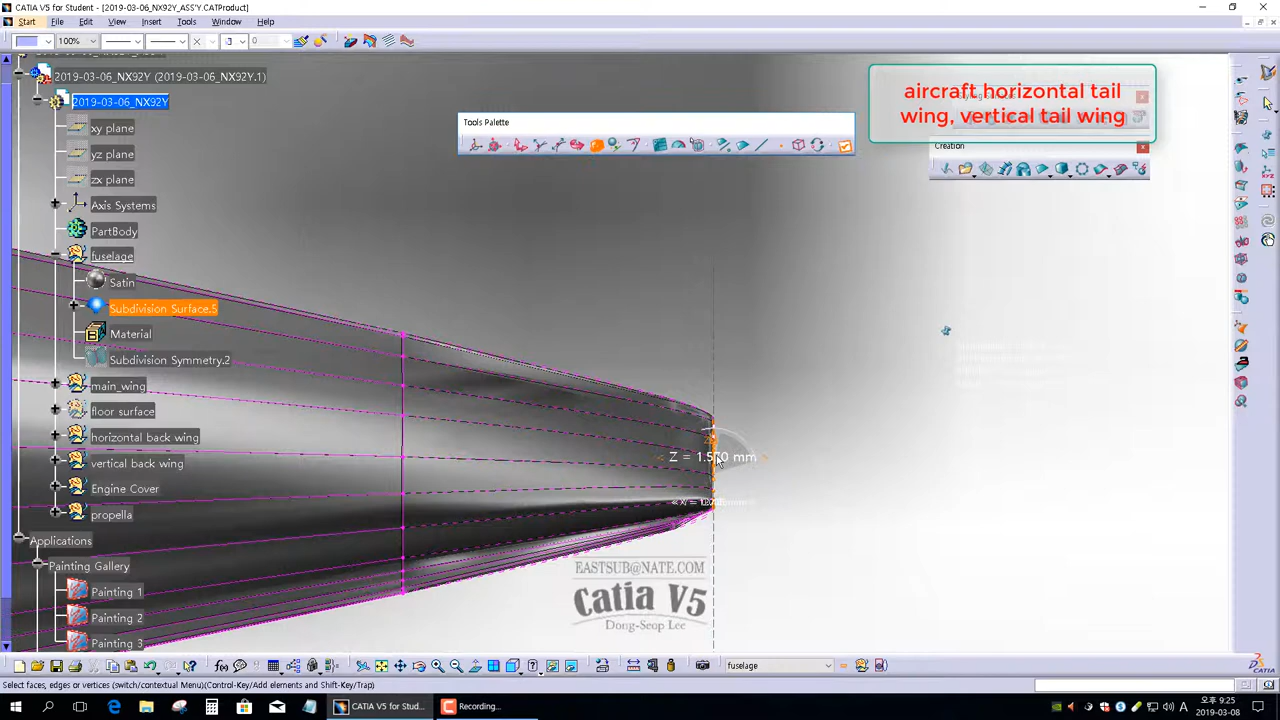 CATIA V5 for Student - [2019-03-06_NX92Y_ASS'Y.CATProduct]
Start File Edit View Insert Tools Window Help
100%
2019-03-06_NX92Y (2019-03-06_NX92Y.1)
2019-03-06_NX92Y
xy plane
yz plane
zx plane
Axis Systems
PartBody
fuselage
Satin
Subdivision Surface.5
Material
Subdivision Symmetry.2
main_wing
floor surface
horizontal back wing
vertical back wing
Engine Cover
propella
Applications
Painting Gallery
Painting 1
Painting 2
Painting 3
Tools Palette
aircraft horizontal tail
wing, vertical tail wing
Creation
EASTSUB@NATE.COM
Catia V5
Dong-Seop Lee
fuselage
Select faces, edges or vertices (switch/contextual Menu)(Control-Key/Add elements and Shift-Key/Trap)
CATIA V5 for Stud...
Recording...
오후 9:25
2019-03-08